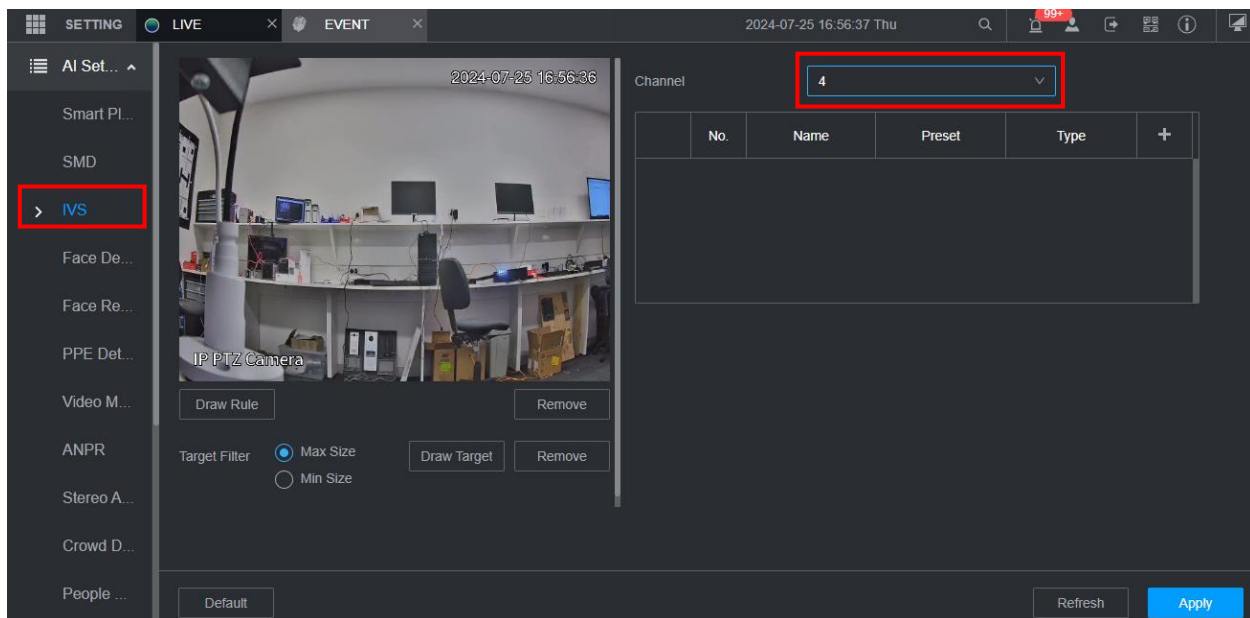 SETTING
LIVE
EVENT
2024-07-25 16:56:37 Thu
99+
AI Set...
Smart Pl...
SMD
IVS
Face De...
Face Re...
PPE Det...
Video M...
ANPR
Stereo A...
Crowd D...
People ...
2024-07-25 16:56:36
IP PTZ Camera
Draw Rule
Remove
Target Filter
Max Size
Min Size
Draw Target
Remove
Channel
4
No. Name Preset Type +
Default
Refresh
Apply